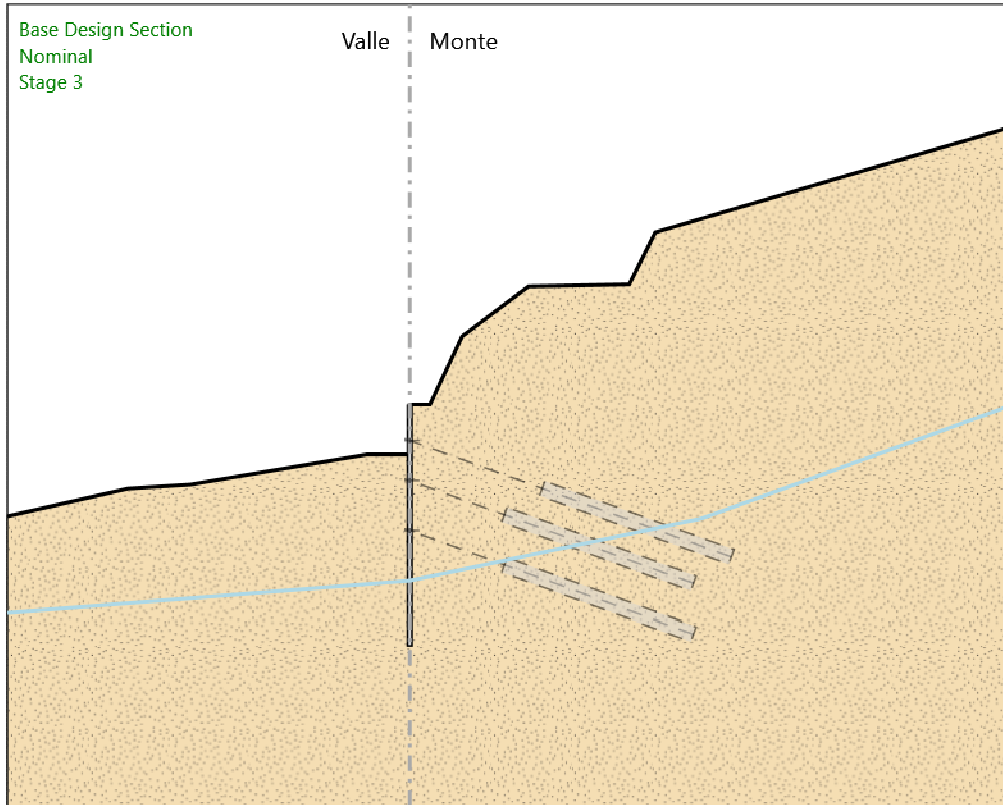 Base Design Section
Nominal
Stage 3
Valle
Monte